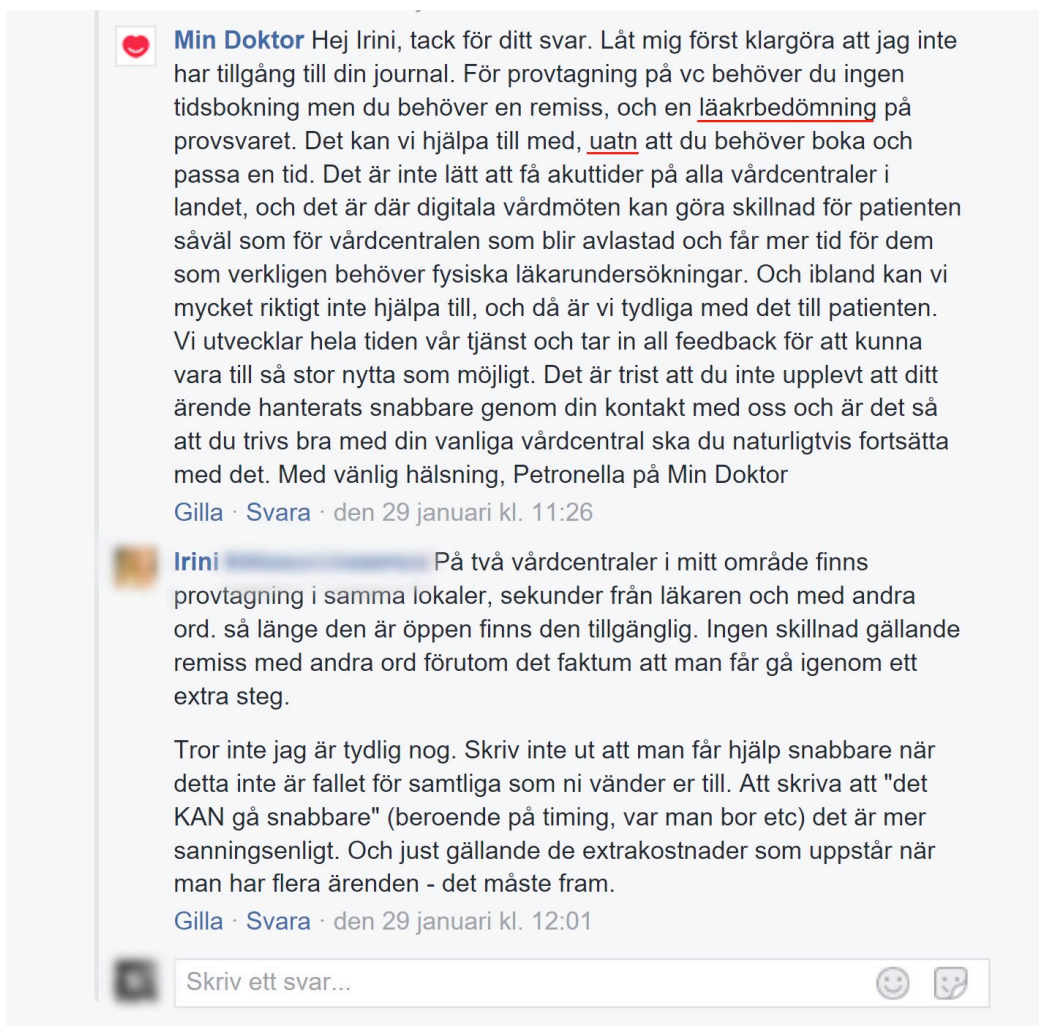 Min Doktor Hej Irini, tack för ditt svar. Låt mig först klargöra att jag inte
har tillgång till din journal. För provtagning på vc behöver du ingen
tidsbokning men du behöver en remiss, och en läakrbedömning på
provsvaret. Det kan vi hjälpa till med, uatn att du behöver boka och
passa en tid. Det är inte lätt att få akuttider på alla vårdcentraler i
landet, och det är där digitala vårdmöten kan göra skillnad för patienten
såväl som för vårdcentralen som blir avlastad och får mer tid för dem
som verkligen behöver fysiska läkarundersökningar. Och ibland kan vi
mycket riktigt inte hjälpa till, och då är vi tydliga med det till patienten.
Vi utvecklar hela tiden vår tjänst och tar in all feedback för att kunna
vara till så stor nytta som möjligt. Det är trist att du inte upplevt att ditt
ärende hanterats snabbare genom din kontakt med oss och är det så
att du trivs bra med din vanliga vårdcentral ska du naturligtvis fortsätta
med det. Med vänlig hälsning, Petronella på Min Doktor
Gilla · Svara · den 29 januari kl. 11:26
Irini På två vårdcentraler i mitt område finns
provtagning i samma lokaler, sekunder från läkaren och med andra
ord. så länge den är öppen finns den tillgänglig. Ingen skillnad gällande
remiss med andra ord förutom det faktum att man får gå igenom ett
extra steg.
Tror inte jag är tydlig nog. Skriv inte ut att man får hjälp snabbare när
detta inte är fallet för samtliga som ni vänder er till. Att skriva att "det
KAN gå snabbare" (beroende på timing, var man bor etc) det är mer
sanningsenligt. Och just gällande de extrakostnader som uppstår när
man har flera ärenden - det måste fram.
Gilla · Svara · den 29 januari kl. 12:01
Skriv ett svar...